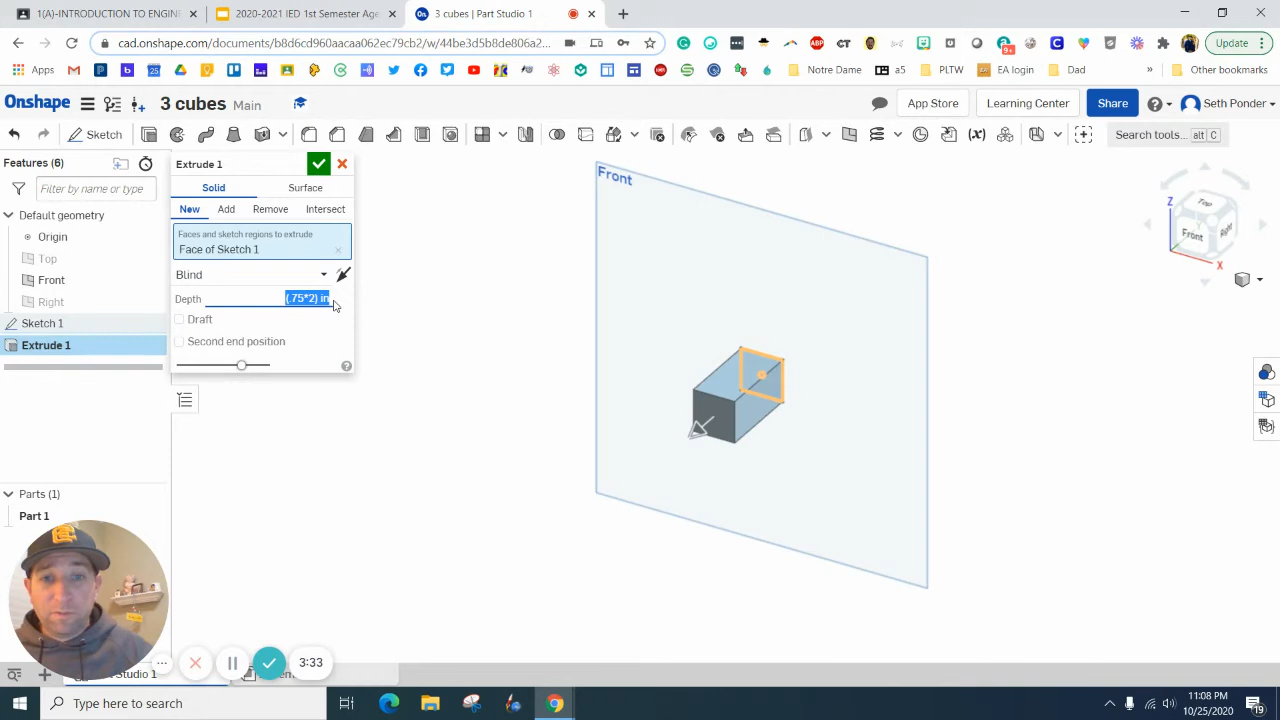 1(A)-INTRODUCTION TO ENGINE
2020-2021 IED 1st Semester Age
3 cubes | Part Studio 1
cad.onshape.com/documents/b8d6cd960aacaa062ec79cb2/w/44be3d5b8de806a2...
Update
Apps
Notre Dame
a5
PLTW
EA login
Dad
»
Other bookmarks
Onshape
3 cubes Main
App Store
Learning Center
Share
Seth Ponder
Sketch
Search tools... alt C
Features (6)
Filter by name or type
Default geometry
Origin
Top
Front
Right
Sketch 1
Extrude 1
Extrude 1
Solid
Surface
New
Add
Remove
Intersect
Faces and sketch regions to extrude
Face of Sketch 1
Blind
Depth
(.75*2) in
Draft
Second end position
Front
Top
Front
Right
Z
X
Parts (1)
Part 1
3:33
Type here to search
11:08 PM
10/25/2020